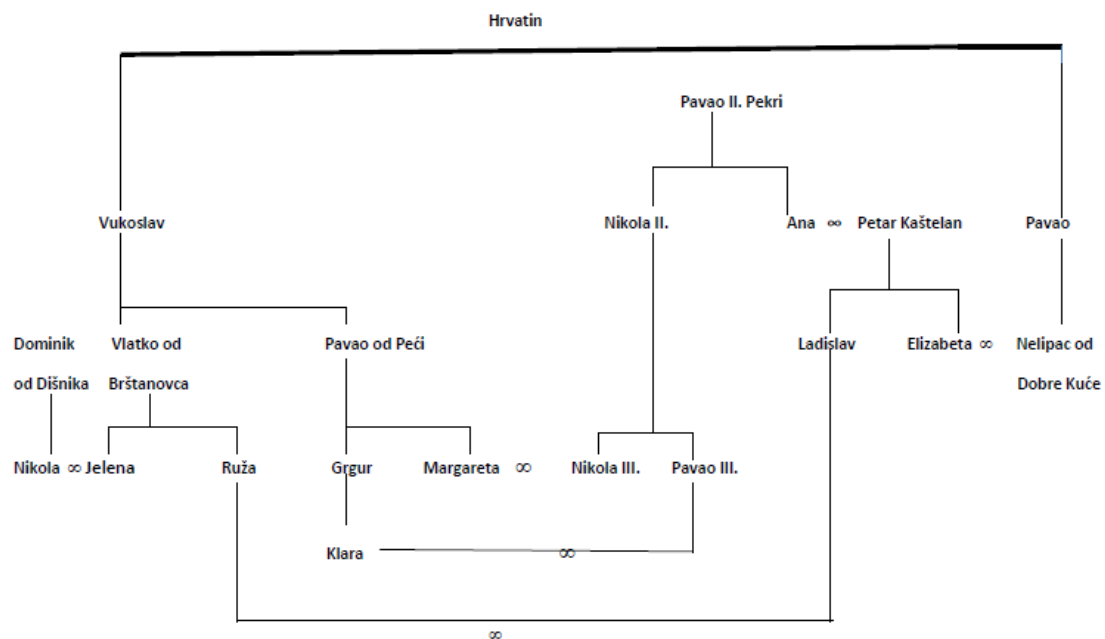 Hrvatin
Pavao II. Pekri
Vukoslav Nikola II. Ana ∞ Petar Kaštelan Pavao
Dominik Vlatko od Pavao od Peći Ladislav Elizabeta ∞ Nelipac od
od Dišnika Brštanovca Dobre Kuće
Nikola ∞ Jelena Ruža Grgur Margareta ∞ Nikola III. Pavao III.
Klara ∞
∞